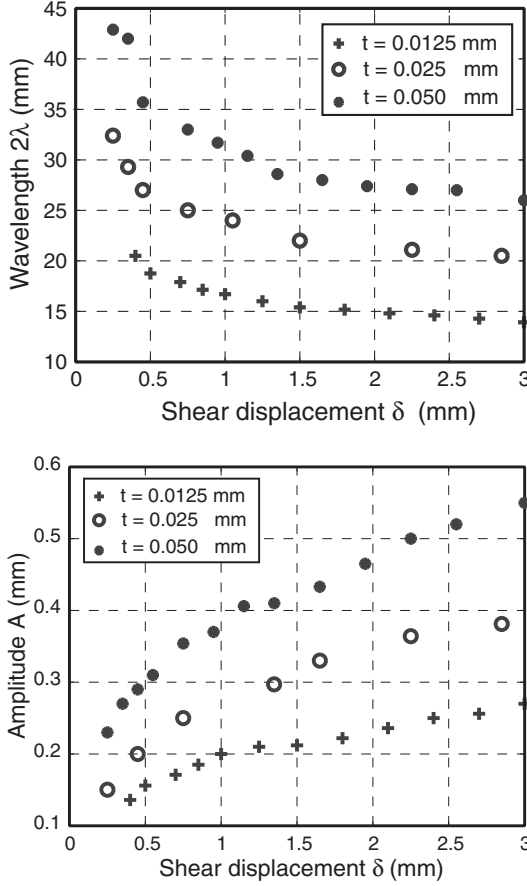 45
40
35
30
25
20
15
10
Wavelength 2λ (mm)
t = 0.0125 mm
t = 0.025 mm
t = 0.050 mm
0.5
1
1.5
2
2.5
3
Shear displacement δ (mm)
0.6
0.5
0.4
0.3
0.2
0.1
Amplitude A (mm)
t = 0.0125 mm
t = 0.025 mm
t = 0.050 mm
0.5
1
1.5
2
2.5
3
Shear displacement δ (mm)